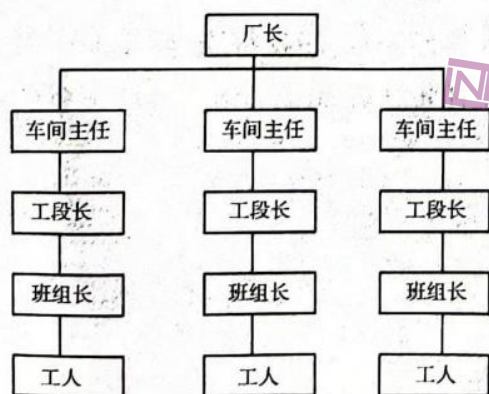 厂长
车间主任 车间主任 车间主任
工段长 工段长 工段长
班组长 班组长 班组长
工人 工人 工人